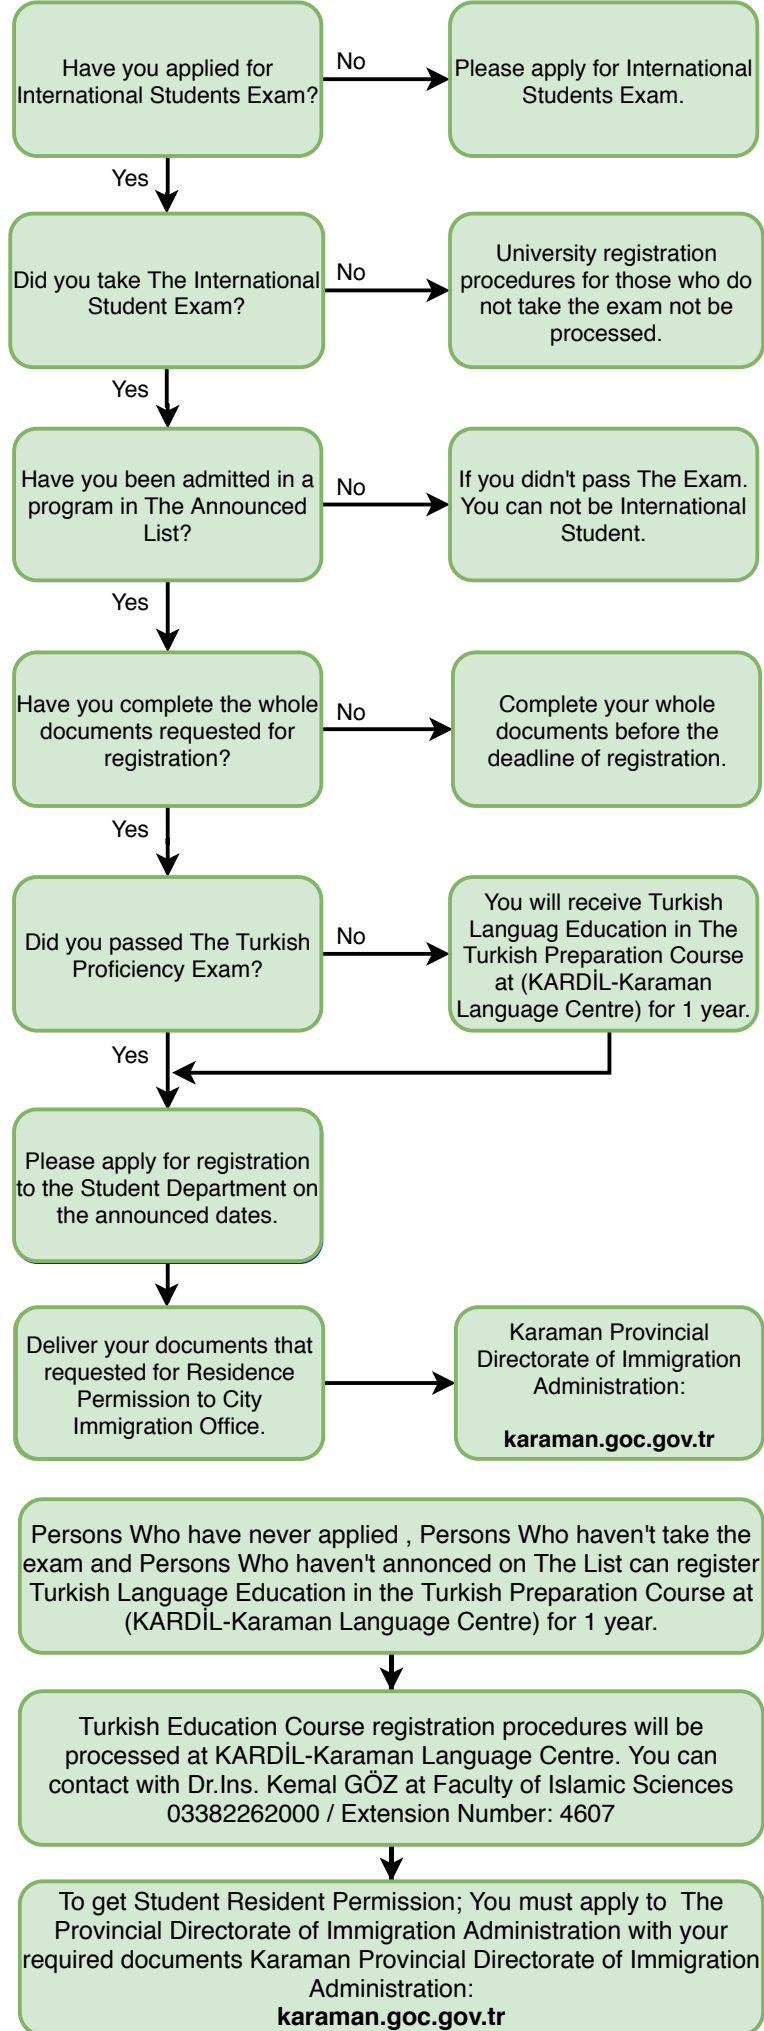 Have you applied for
International Students Exam?
No
Please apply for International
Students Exam.
Yes
Did you take The International
Student Exam?
No
University registration
procedures for those who do
not take the exam not be
processed.
Yes
Have you been admitted in a
program in The Announced
List?
No
If you didn't pass The Exam.
You can not be International
Student.
Yes
Have you complete the whole
documents requested for
registration?
No
Complete your whole
documents before the
deadline of registration.
Yes
Did you passed The Turkish
Proficiency Exam?
No
You will receive Turkish
Languag Education in The
Turkish Preparation Course
at (KARDİL-Karaman
Language Centre) for 1 year.
Yes
Please apply for registration
to the Student Department on
the announced dates.
Deliver your documents that
requested for Residence
Permission to City
Immigration Office.
Karaman Provincial
Directorate of Immigration
Administration:
karaman.goc.gov.tr
Persons Who have never applied , Persons Who haven't take the
exam and Persons Who haven't annonced on The List can register
Turkish Language Education in the Turkish Preparation Course at
(KARDİL-Karaman Language Centre) for 1 year.
Turkish Education Course registration procedures will be
processed at KARDİL-Karaman Language Centre. You can
contact with Dr.Ins. Kemal GÖZ at Faculty of Islamic Sciences
03382262000 / Extension Number: 4607
To get Student Resident Permission; You must apply to The
Provincial Directorate of Immigration Administration with your
required documents Karaman Provincial Directorate of Immigration
Administration:
karaman.goc.gov.tr